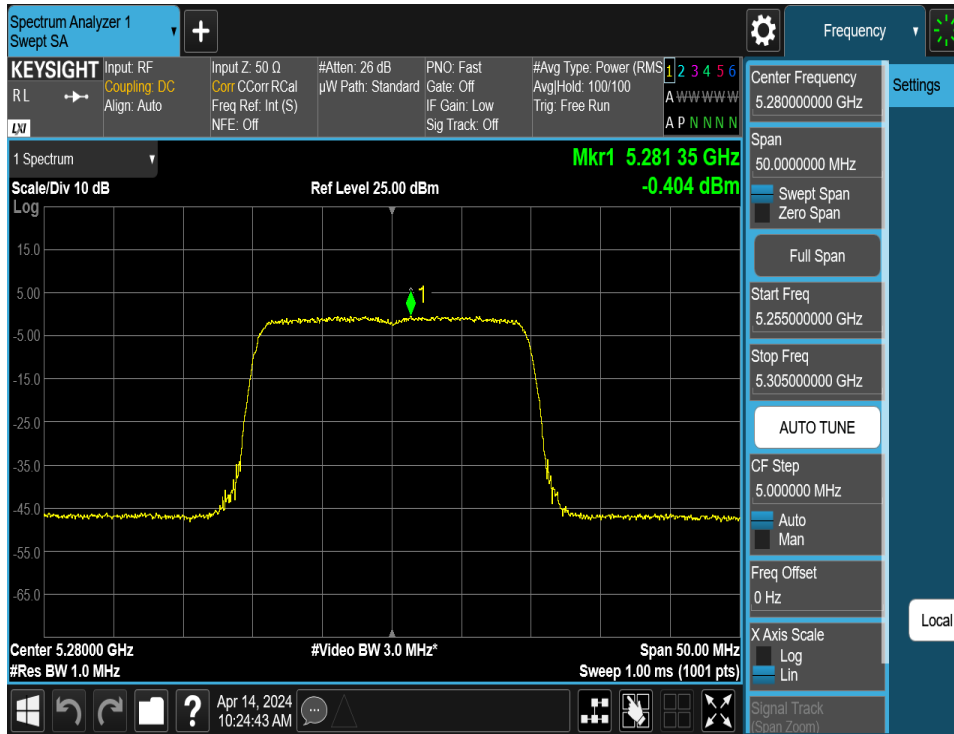 Spectrum Analyzer 1
Swept SA
Frequency
KEYSIGHT
R L
LXI
Input: RF
Coupling: DC
Align: Auto
Input Z: 50 Ω
Corr CCorr RCal
Freq Ref: Int (S)
NFE: Off
#Atten: 26 dB
µW Path: Standard
PNO: Fast
Gate: Off
IF Gain: Low
Sig Track: Off
#Avg Type: Power (RMS
Avg|Hold: 100/100
Trig: Free Run
1 2 3 4 5 6
A W W W W W
A P N N N N
1 Spectrum
Scale/Div 10 dB
Ref Level 25.00 dBm
Mkr1 5.281 35 GHz
-0.404 dBm
Log
15.0
5.00
-5.00
-15.0
-25.0
-35.0
-45.0
-55.0
-65.0
1
Center 5.28000 GHz
#Video BW 3.0 MHz*
Span 50.00 MHz
#Res BW 1.0 MHz
Sweep 1.00 ms (1001 pts)
Apr 14, 2024
10:24:43 AM
Center Frequency
5.280000000 GHz
Settings
Span
50.0000000 MHz
Swept Span
Zero Span
Full Span
Start Freq
5.255000000 GHz
Stop Freq
5.305000000 GHz
AUTO TUNE
CF Step
5.000000 MHz
Auto
Man
Freq Offset
0 Hz
Local
X Axis Scale
Log
Lin
Signal Track
(Span Zoom)